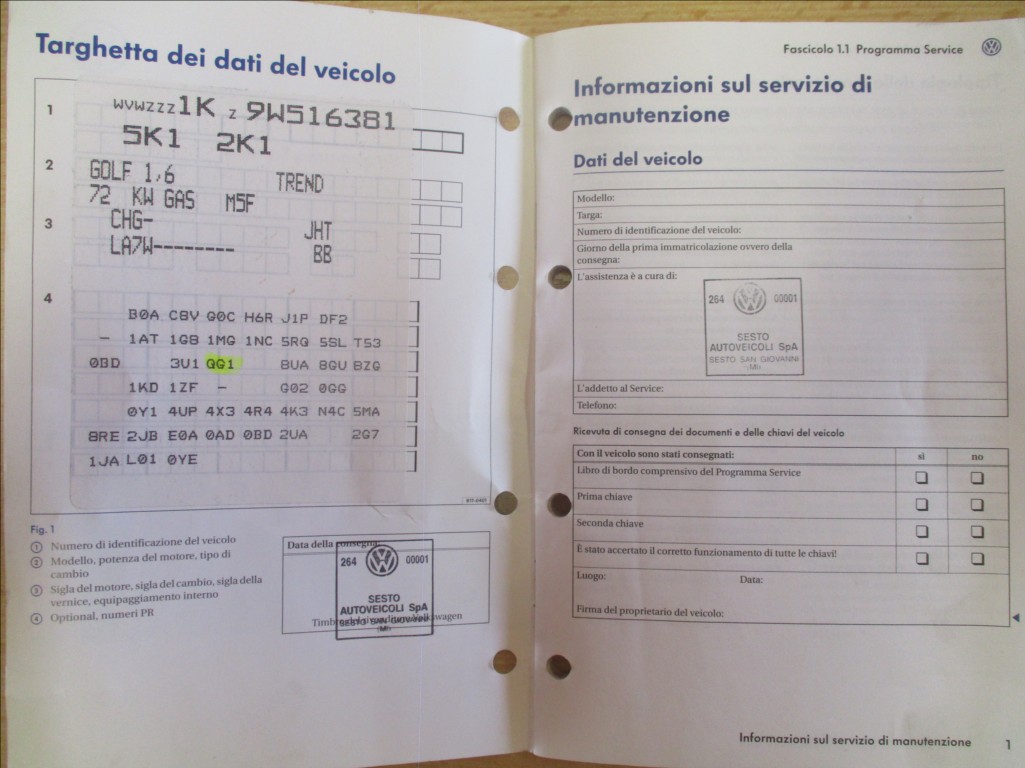 Targhetta dei dati del veicolo
1
WVWZZZ1K Z 9W516381
5K1 2K1
2
GOLF 1,6 TREND
72 KW GAS M5F
3
CHG- JHT
LA7W-------- BB
4
B0A C8V G0C H6R J1P DF2
- 1AT 1G8 1MG 1NC 5RQ 5SL T53
0BD 3U1 QG1 8UA 8GU BZG
1KD 1ZF - G02 0GG
0Y1 4UP 4X3 4R4 4K3 N4C 5MA
8RE 2JB E0A 0AD 0BD 2UA 2G7
1JA L01 0YE
Fig. 1
1 Numero di identificazione del veicolo
2 Modello, potenza del motore, tipo di
cambio
3 Sigla del motore, sigla del cambio, sigla della
vernice, equipaggiamento interno
4 Optional, numeri PR
Data della consegna:
264 00001
SESTO
AUTOVEICOLI SpA
SESTO SAN GIOVANNI
(MI)
Volkswagen
Fascicolo 1.1 Programma Service
Informazioni sul servizio di
manutenzione
Dati del veicolo
Modello:
Targa:
Numero di identificazione del veicolo:
Giorno della prima immatricolazione ovvero della
consegna:
L'assistenza è a cura di:
264 00001
SESTO
AUTOVEICOLI SpA
SESTO SAN GIOVANNI
(MI)
L'addetto al Service:
Telefono:
Ricevuta di consegna dei documenti e delle chiavi del veicolo
Con il veicolo sono stati consegnati: sì no
Libro di bordo comprensivo del Programma Service
Prima chiave
Seconda chiave
È stato accertato il corretto funzionamento di tutte le chiavi!
Luogo: Data:
Firma del proprietario del veicolo:
Informazioni sul servizio di manutenzione 1